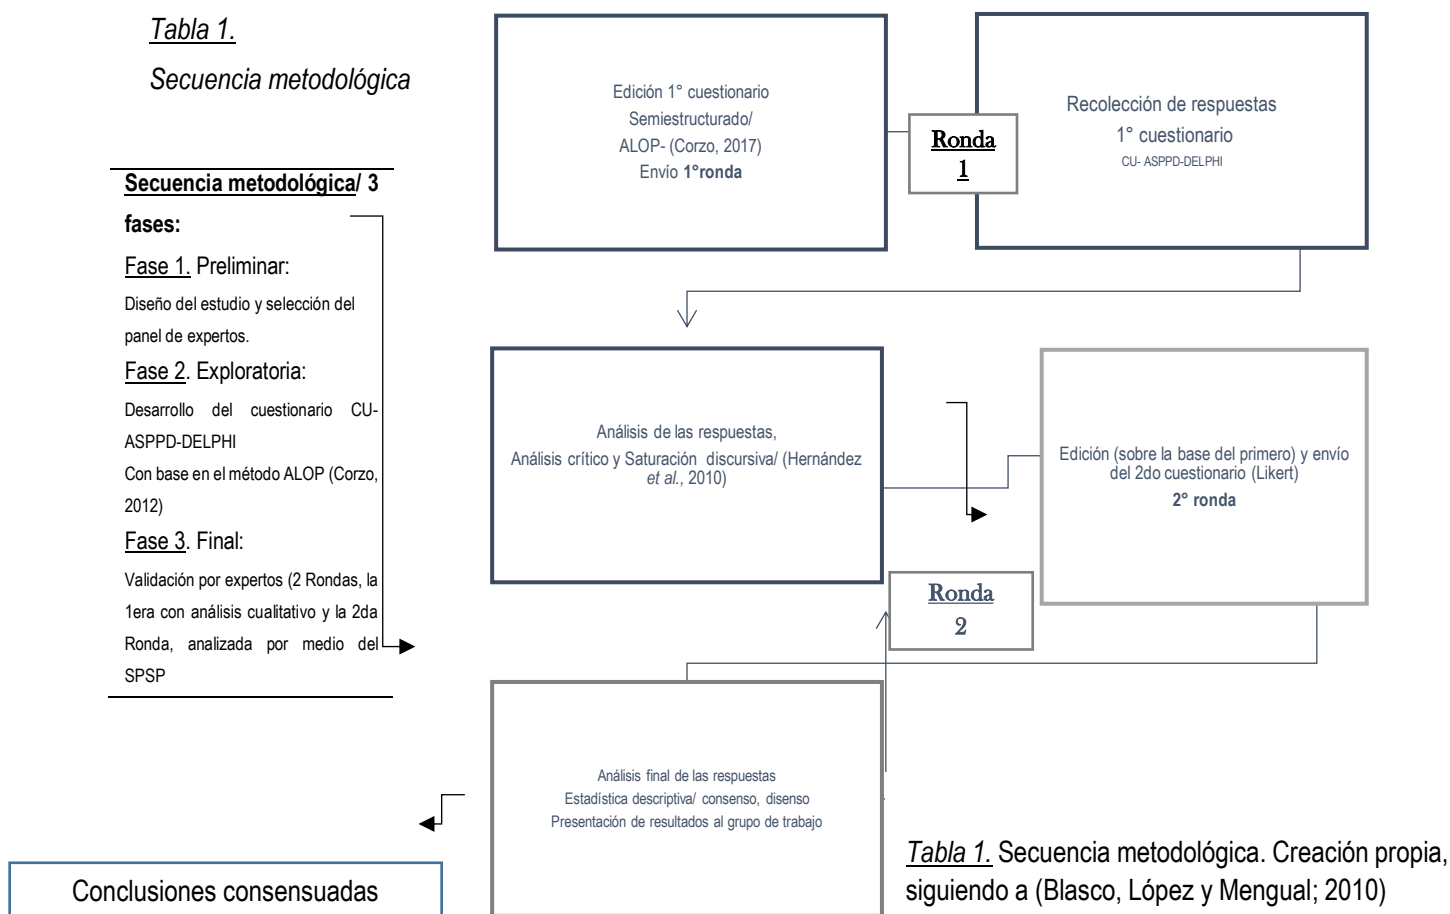 Tabla 1.
Secuencia metodológica
Secuencia metodológica/ 3
fases:
Fase 1. Preliminar:
Diseño del estudio y selección del
panel de expertos.
Fase 2. Exploratoria:
Desarrollo del cuestionario CU-
ASPPD-DELPHI
Con base en el método ALOP (Corzo,
2012)
Fase 3. Final:
Validación por expertos (2 Rondas, la
1era con análisis cualitativo y la 2da
Ronda, analizada por medio del
SPSP
Edición 1° cuestionario
Semiestructurado/
ALOP- (Corzo, 2017)
Envío 1°ronda
Ronda
1
Recolección de respuestas
1° cuestionario
CU- ASPPD-DELPHI
Análisis de las respuestas,
Análisis crítico y Saturación discursiva/ (Hernández
et al., 2010)
Edición (sobre la base del primero) y envío
del 2do cuestionario (Likert)
2° ronda
Ronda
2
Análisis final de las respuestas
Estadística descriptiva/ consenso, disenso
Presentación de resultados al grupo de trabajo
Conclusiones consensuadas
Tabla 1. Secuencia metodológica. Creación propia,
siguiendo a (Blasco, López y Mengual; 2010)